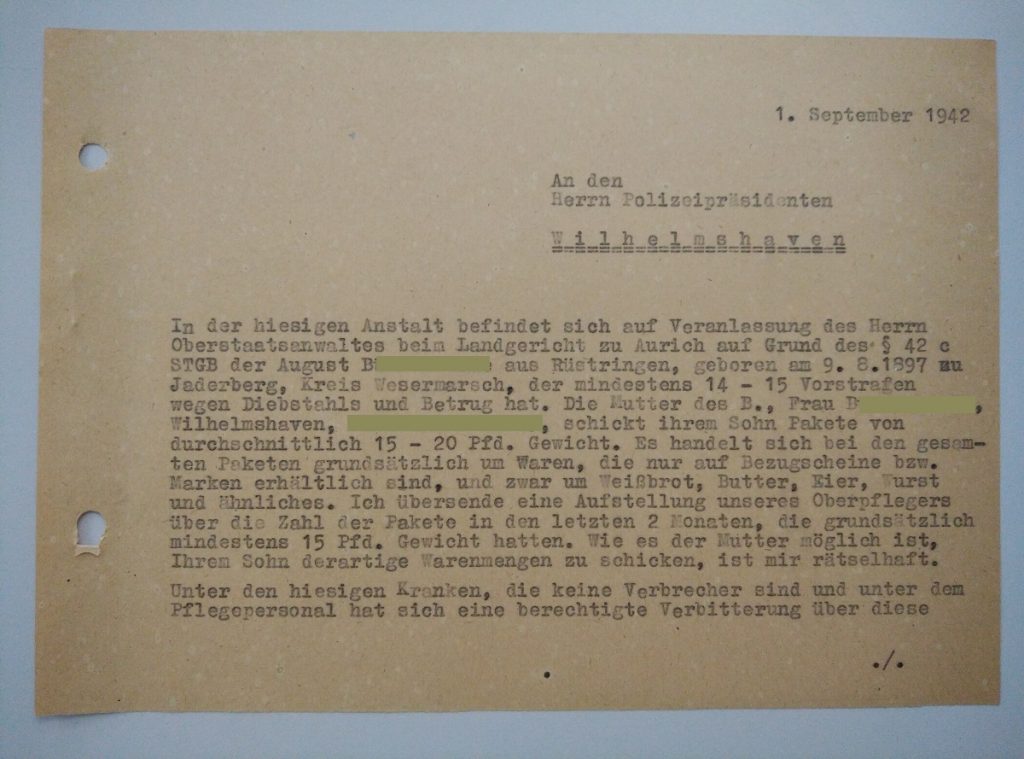 1. September 1942
An den
Herrn Polizeipräsidenten
W i l h e l m s h a v e n
In der hiesigen Anstalt befindet sich auf Veranlassung des Herrn
Oberstaatsanwaltes beim Landgericht zu Aurich auf Grund des § 42 c
STGB der August B aus Rüstringen, geboren am 9. 8.1897 zu
Jaderberg, Kreis Wesermarsch, der mindestens 14 - 15 Vorstrafen
wegen Diebstahls und Betrug hat. Die Mutter des B., Frau B ,
Wilhelmshaven, , schickt ihrem Sohn Pakete von
durchschnittlich 15 - 20 Pfd. Gewicht. Es handelt sich bei den gesam-
ten Paketen grundsätzlich um Waren, die nur auf Bezugscheine bzw.
Marken erhältlich sind, und zwar um Weißbrot, Butter, Eier, Wurst
und ähnliches. Ich übersende eine Aufstellung unseres Oberpflegers
über die Zahl der Pakete in den letzten 2 Monaten, die grundsätzlich
mindestens 15 Pfd. Gewicht hatten. Wie es der Mutter möglich ist,
Ihrem Sohn derartige Warenmengen zu schicken, ist mir rätselhaft.
Unter den hiesigen Kranken, die keine Verbrecher sind und unter dem
Pflegepersonal hat sich eine berechtigte Verbitterung über diese
./.